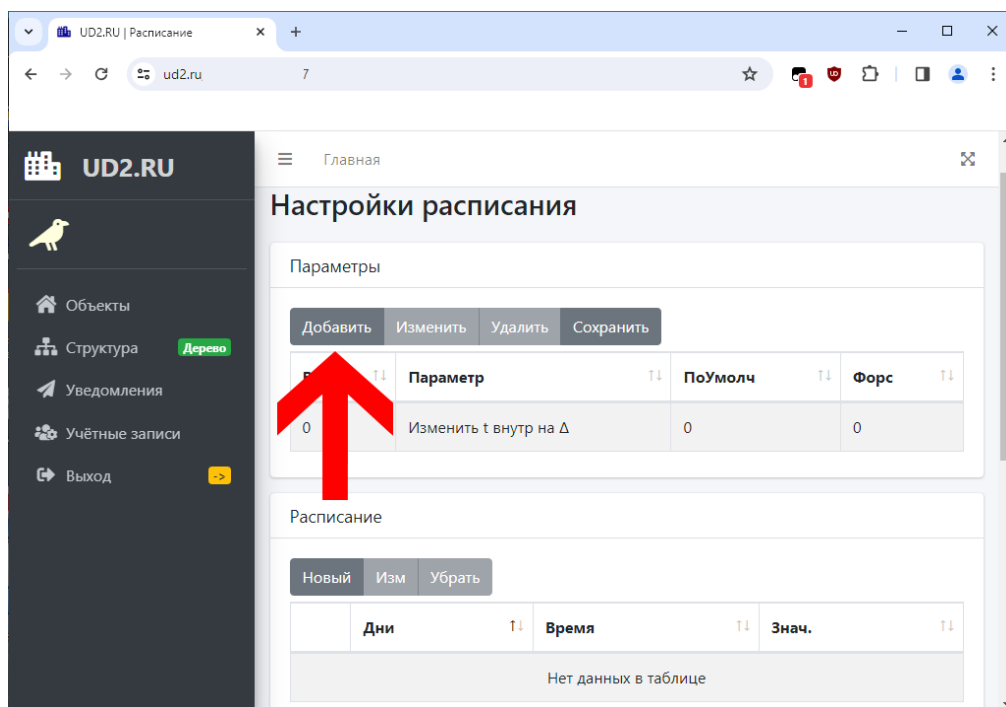 UD2.RU | Расписание
ud2.ru 7
1
UD2.RU
Главная
Настройки расписания
Параметры
Объекты
Структура Дерево
Уведомления
Учётные записи
Выход ->
Добавить Изменить Удалить Сохранить
Параметр ПоУмолч Форс
0 Изменить t внутр на Δ 0 0
Расписание
Новый Изм Убрать
Дни Время Знач.
Нет данных в таблице